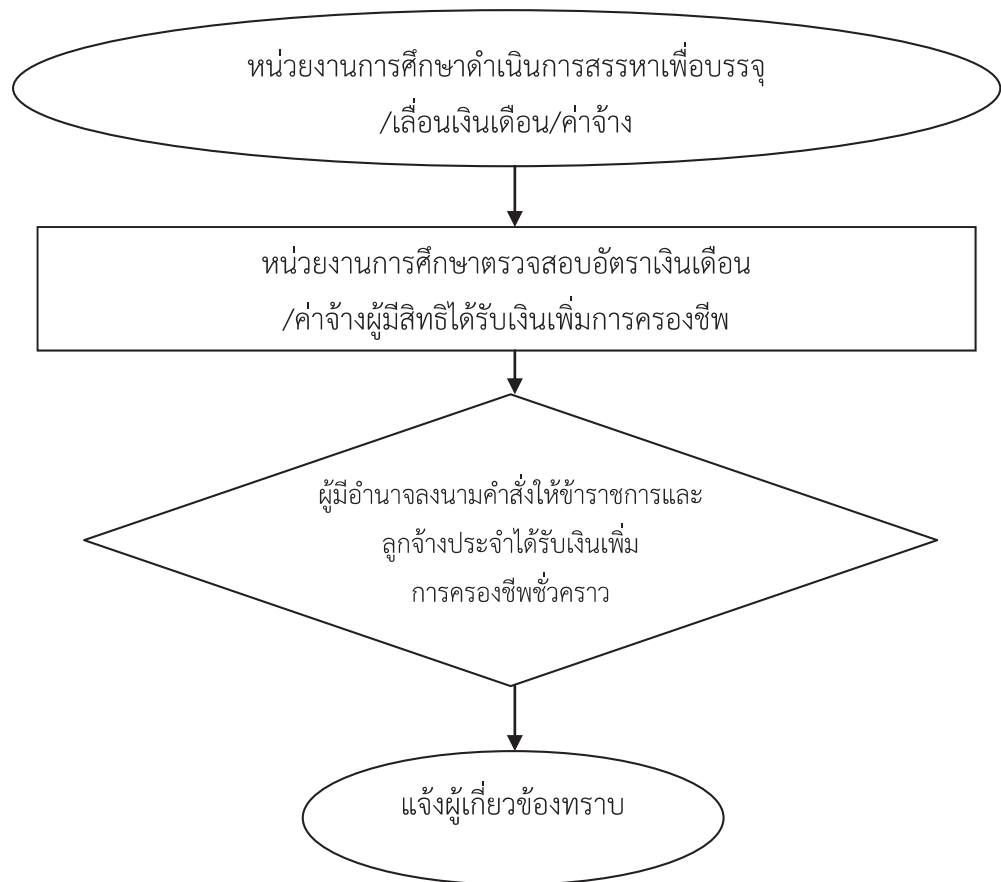 หน่วยงานการศึกษาดำเนินการสรรหาเพื่อบรรจุ
/เลื่อนเงินเดือน/ค่าจ้าง
หน่วยงานการศึกษาตรวจสอบอัตราเงินเดือน
/ค่าจ้างผู้มีสิทธิได้รับเงินเพิ่มการครองชีพ
ผู้มีอำนาจลงนามคำสั่งให้ข้าราชการและ
ลูกจ้างประจำได้รับเงินเพิ่ม
การครองชีพชั่วคราว
แจ้งผู้เกี่ยวข้องทราบ